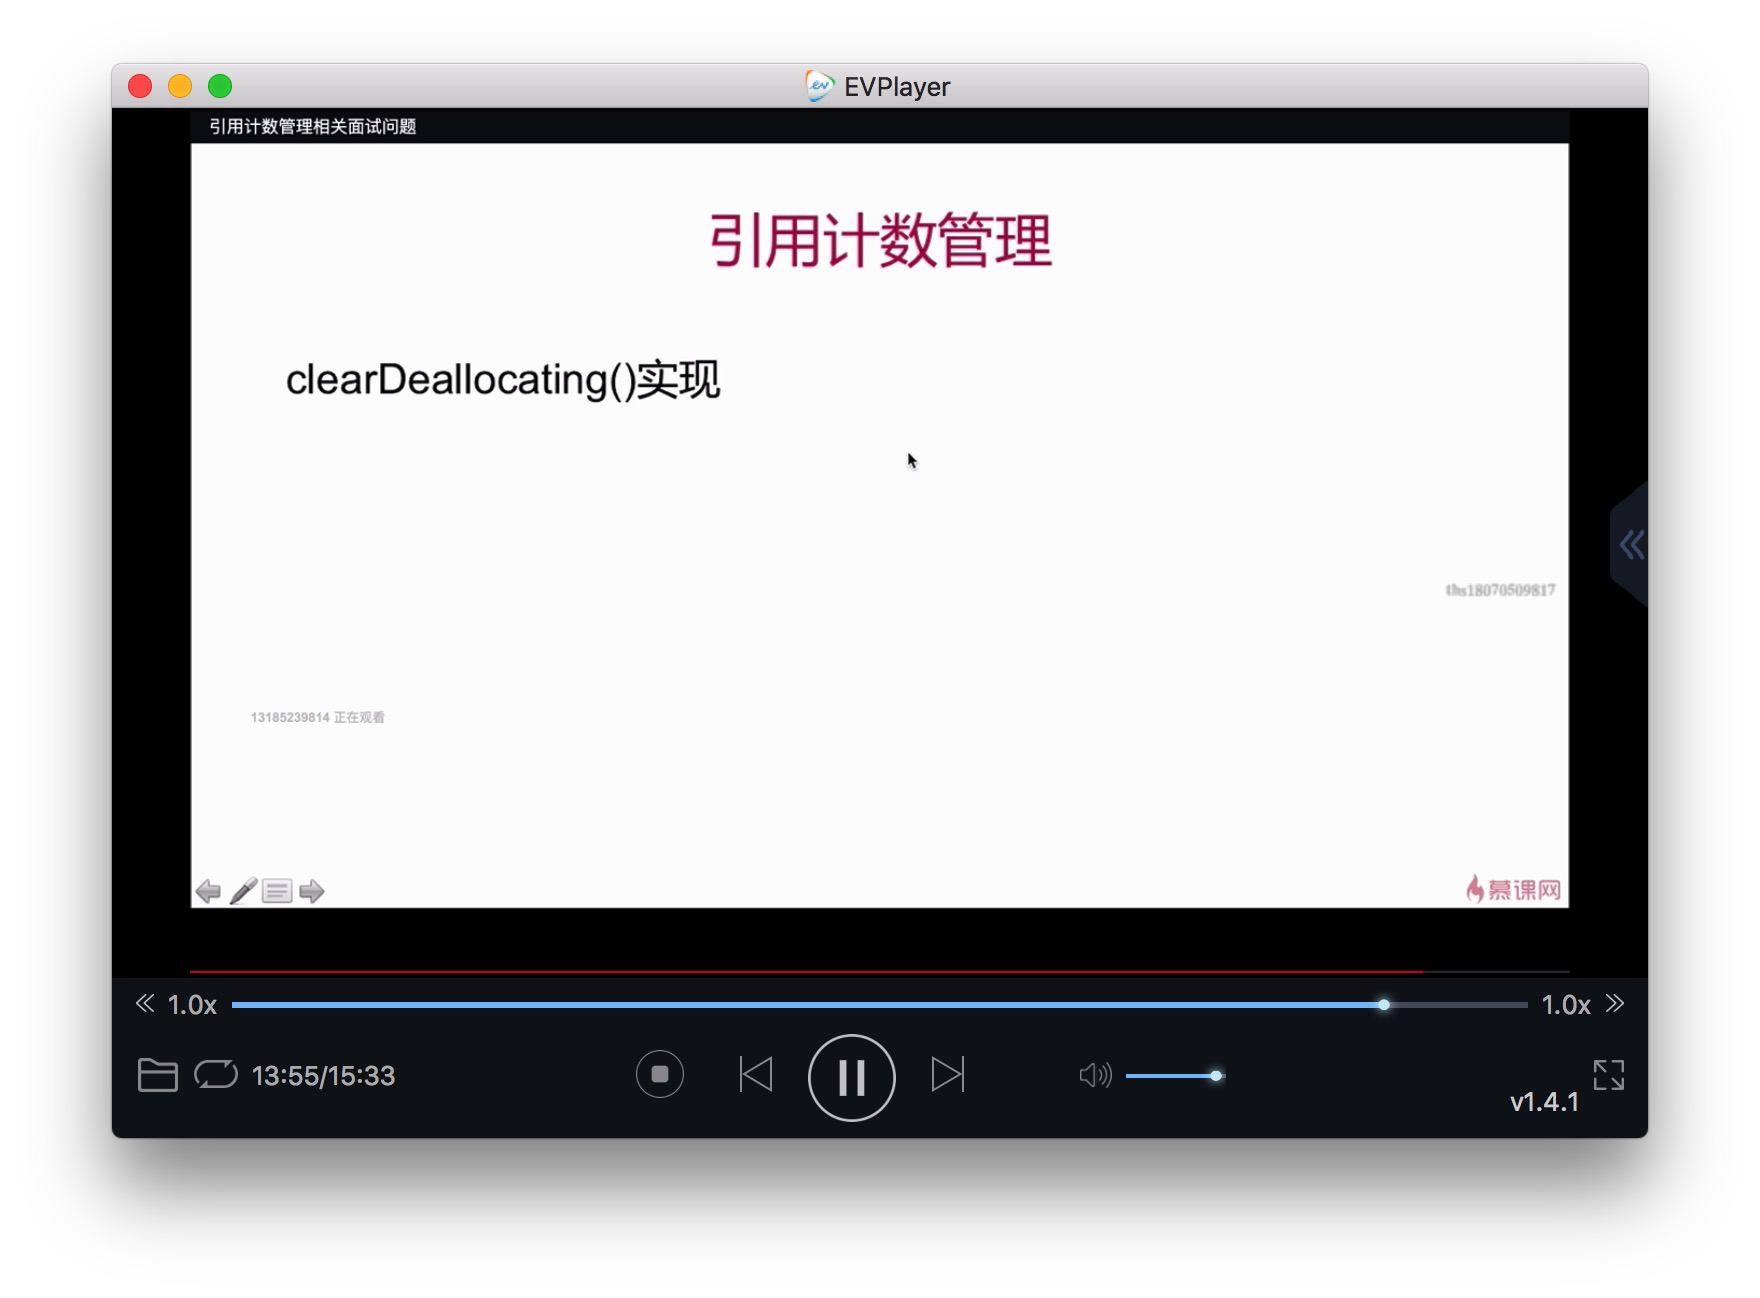 EVPlayer
引用计数管理相关面试问题
引用计数管理
clearDeallocating()实现
ths18070509817
13185239814 正在观看
慕课网
1.0x
1.0x
13:55/15:33
v1.4.1